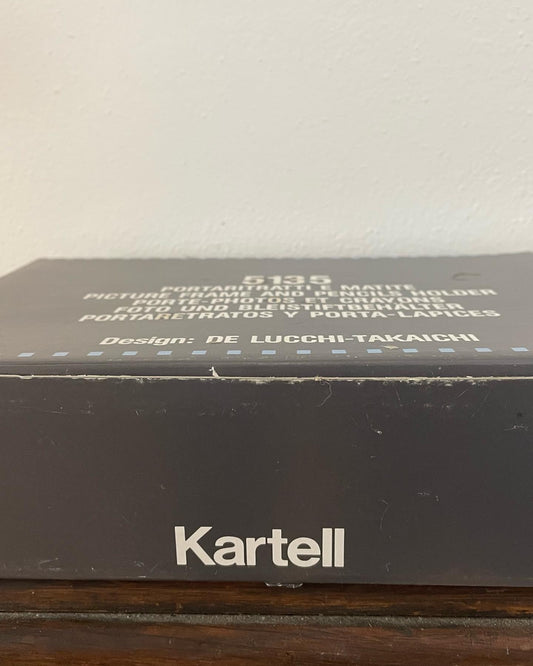 5135
PORTARITRATTI E MATITE
PICTURE FRAME AND PENCIL HOLDER
PORTE-PHOTOS ET CRAYONS
FOTO UND BLEISTIFTBEHÄLTER
PORTARETRATOS Y PORTA-LAPICES
Design: DE LUCCHI-TAKAICHI
Kartell